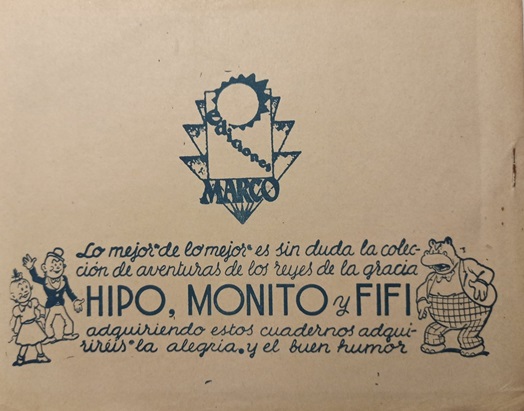 ediciones
MARCO
Lo mejor de lo mejor es sin duda la colec-
ción de aventuras de los reyes de la gracia
HIPO, MONITO y FIFI
adquiriendo estos cuadernos adqui-
riréis la alegria. y el buen humor